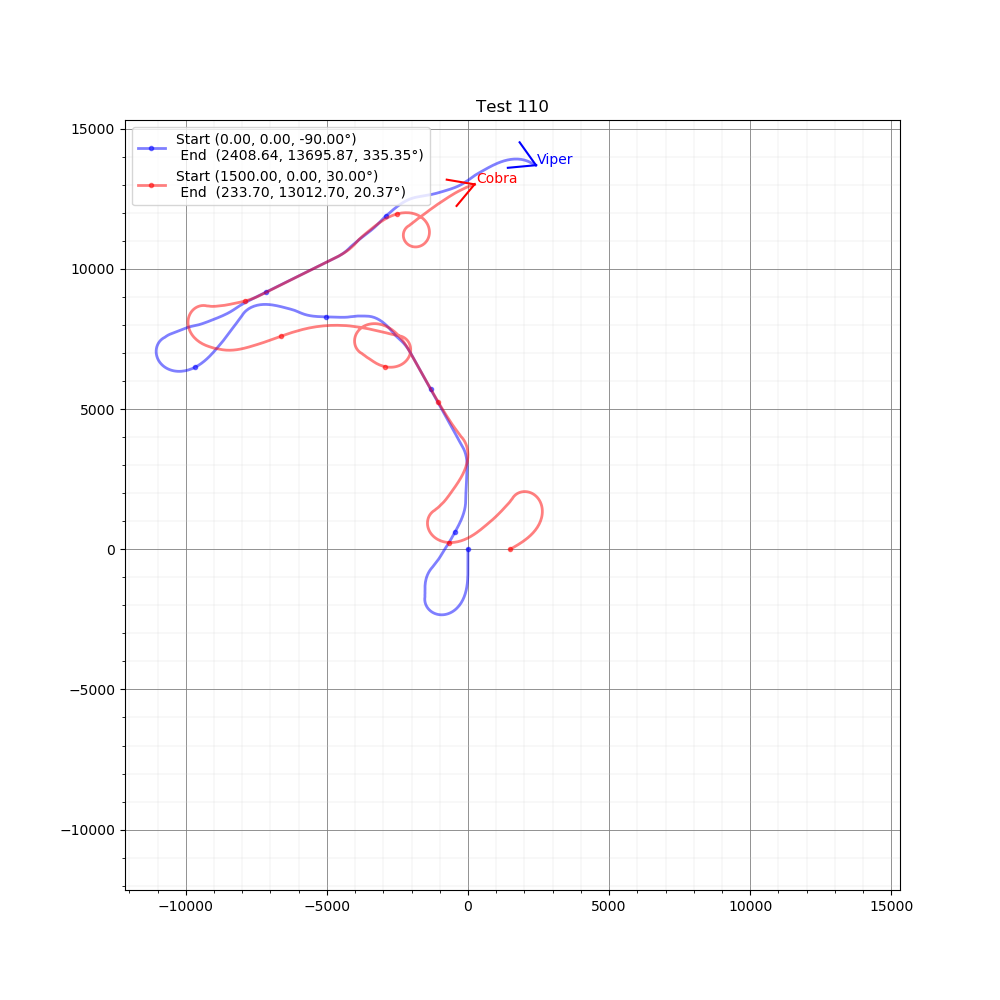 Test 110
Start (0.00, 0.00, -90.00°)
End  (2408.64, 13695.87, 335.35°)
Start (1500.00, 0.00, 30.00°)
End  (233.70, 13012.70, 20.37°)
Viper
Cobra
15000
10000
5000
0
−5000
−10000
−10000
−5000
0
5000
10000
15000